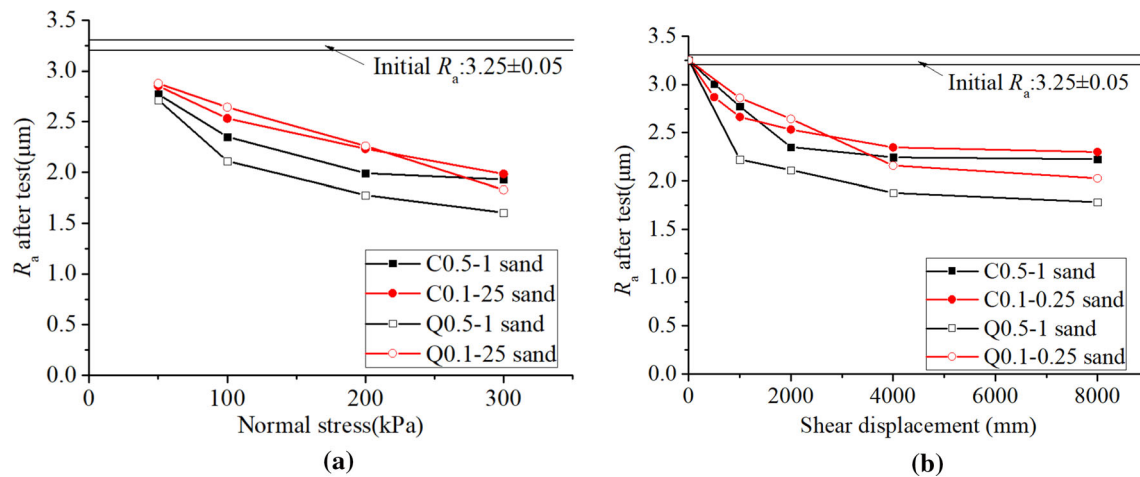 3.5
3.0
2.5
2.0
1.5
1.0
0.5
0.0
Ra after test(μm)
Initial Ra:3.25±0.05
C0.5-1 sand
C0.1-25 sand
Q0.5-1 sand
Q0.1-25 sand
0 100 200 300
Normal stress(kPa)
(a)
3.5
3.0
2.5
2.0
1.5
1.0
0.5
0.0
Ra after test(μm)
Initial Ra:3.25±0.05
C0.5-1 sand
C0.1-0.25 sand
Q0.5-1 sand
Q0.1-0.25 sand
0 2000 4000 6000 8000
Shear displacement (mm)
(b)